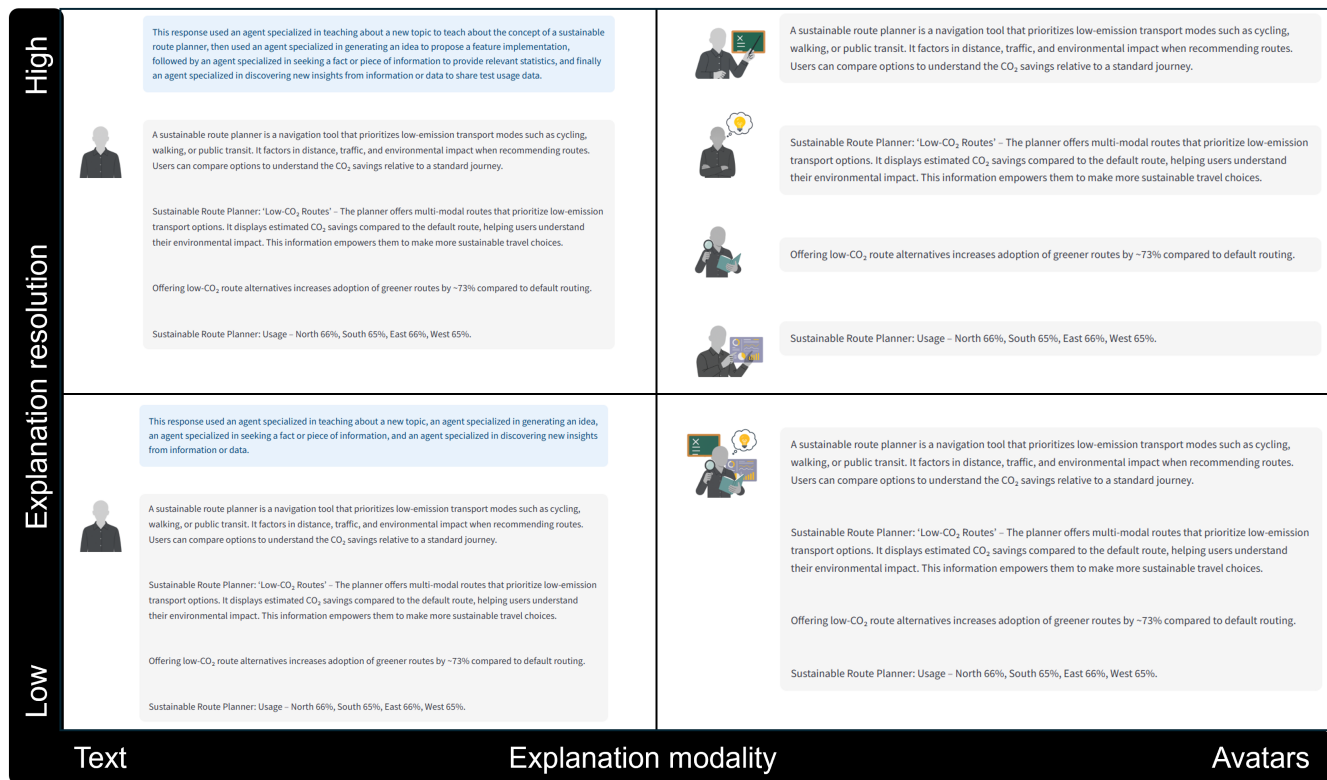 High
Explanation resolution
Low
This response used an agent specialized in teaching about a new topic to teach about the concept of a sustainable
route planner, then used an agent specialized in generating an idea to propose a feature implementation,
followed by an agent specialized in seeking a fact or piece of information to provide relevant statistics, and finally
an agent specialized in discovering new insights from information or data to share test usage data.
A sustainable route planner is a navigation tool that prioritizes low-emission transport modes such as cycling,
walking, or public transit. It factors in distance, traffic, and environmental impact when recommending routes.
Users can compare options to understand the CO₂ savings relative to a standard journey.
Sustainable Route Planner: ‘Low-CO₂ Routes’ – The planner offers multi-modal routes that prioritize low-emission
transport options. It displays estimated CO₂ savings compared to the default route, helping users understand
their environmental impact. This information empowers them to make more sustainable travel choices.
Offering low-CO₂ route alternatives increases adoption of greener routes by ~73% compared to default routing.
Sustainable Route Planner: Usage – North 66%, South 65%, East 66%, West 65%.
A sustainable route planner is a navigation tool that prioritizes low-emission transport modes such as cycling,
walking, or public transit. It factors in distance, traffic, and environmental impact when recommending routes.
Users can compare options to understand the CO₂ savings relative to a standard journey.
Sustainable Route Planner: ‘Low-CO₂ Routes’ – The planner offers multi-modal routes that prioritize low-emission
transport options. It displays estimated CO₂ savings compared to the default route, helping users understand
their environmental impact. This information empowers them to make more sustainable travel choices.
Offering low-CO₂ route alternatives increases adoption of greener routes by ~73% compared to default routing.
Sustainable Route Planner: Usage – North 66%, South 65%, East 66%, West 65%.
This response used an agent specialized in teaching about a new topic, an agent specialized in generating an idea,
an agent specialized in seeking a fact or piece of information, and an agent specialized in discovering new insights
from information or data.
A sustainable route planner is a navigation tool that prioritizes low-emission transport modes such as cycling,
walking, or public transit. It factors in distance, traffic, and environmental impact when recommending routes.
Users can compare options to understand the CO₂ savings relative to a standard journey.
Sustainable Route Planner: ‘Low-CO₂ Routes’ – The planner offers multi-modal routes that prioritize low-emission
transport options. It displays estimated CO₂ savings compared to the default route, helping users understand
their environmental impact. This information empowers them to make more sustainable travel choices.
Offering low-CO₂ route alternatives increases adoption of greener routes by ~73% compared to default routing.
Sustainable Route Planner: Usage – North 66%, South 65%, East 66%, West 65%.
A sustainable route planner is a navigation tool that prioritizes low-emission transport modes such as cycling,
walking, or public transit. It factors in distance, traffic, and environmental impact when recommending routes.
Users can compare options to understand the CO₂ savings relative to a standard journey.
Sustainable Route Planner: ‘Low-CO₂ Routes’ – The planner offers multi-modal routes that prioritize low-emission
transport options. It displays estimated CO₂ savings compared to the default route, helping users understand
their environmental impact. This information empowers them to make more sustainable travel choices.
Offering low-CO₂ route alternatives increases adoption of greener routes by ~73% compared to default routing.
Sustainable Route Planner: Usage – North 66%, South 65%, East 66%, West 65%.
Text
Explanation modality
Avatars